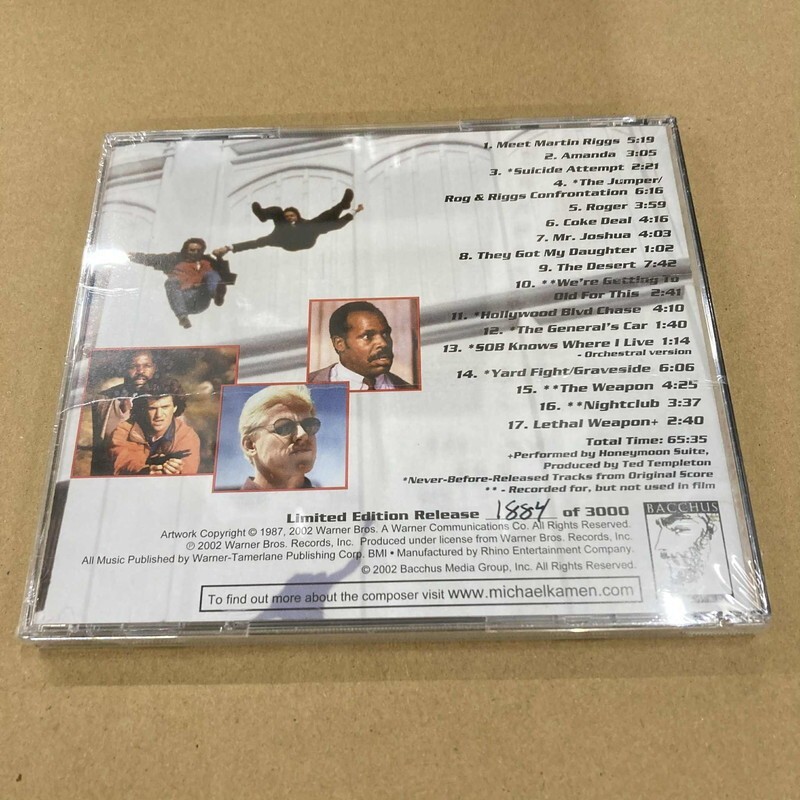 1. Meet Martin Riggs 5:19
2. Amanda 3:05
3. *Suicide Attempt 2:21
4. *The Jumper/
Rog & Riggs Confrontation 6:16
5. Roger 3:59
6. Coke Deal 4:16
7. Mr. Joshua 4:03
8. They Got My Daughter 1:02
9. The Desert 7:42
10. **We're Getting To
Old For This 2:41
11. *Hollywood Blvd Chase 4:10
12. *The General's Car 1:40
13. *SOB Knows Where I Live 1:14
- Orchestral version
14. *Yard Fight/Graveside 6:06
15. **The Weapon 4:25
16. **Nightclub 3:37
17. Lethal Weapon+ 2:40
Total Time: 65:35
+Performed by Honeymoon Suite,
Produced by Ted Templeton
*Never-Before-Released Tracks from Original Score
** - Recorded for, but not used in film
Limited Edition Release 1884 of 3000
BACCHUS
Artwork Copyright © 1987, 2002 Warner Bros. A Warner Communications Co. All Rights Reserved.
℗ 2002 Warner Bros. Records, Inc. Produced under license from Warner Bros. Records, Inc.
All Music Published by Warner-Tamerlane Publishing Corp. BMI • Manufactured by Rhino Entertainment Company.
© 2002 Bacchus Media Group, Inc. All Rights Reserved.
To find out more about the composer visit www.michaelkamen.com